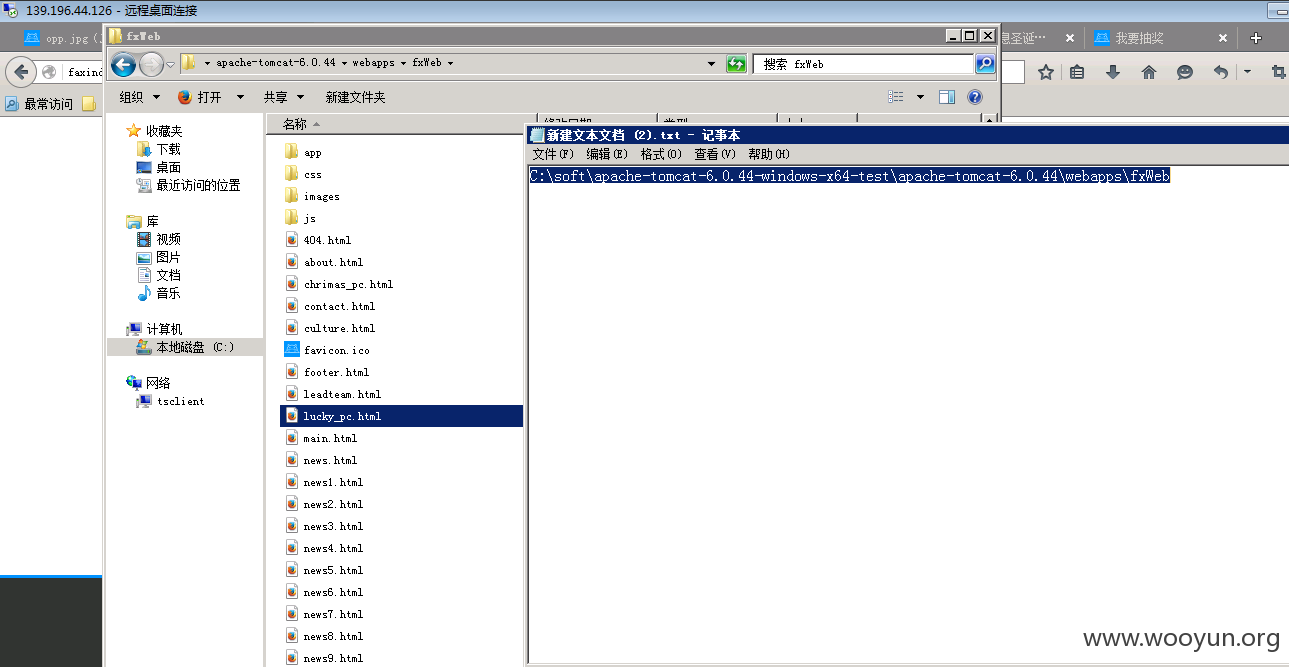 139.196.44.126 - 远程桌面连接
opp.jpg (
fxWeb
息圣诞…
我要抽奖
faxind
apache-tomcat-6.0.44 webapps fxWeb
搜索 fxWeb
最常访问
组织 打开 共享 新建文件夹
收藏夹
下载
桌面
最近访问的位置
库
视频
图片
文档
音乐
计算机
本地磁盘 (C:)
网络
tsclient
名称 修改日期 类型
app
css
images
js
404.html
about.html
chrimas_pc.html
contact.html
culture.html
favicon.ico
footer.html
leadteam.html
lucky_pc.html
main.html
news.html
news1.html
news2.html
news3.html
news4.html
news5.html
news6.html
news7.html
news8.html
news9.html
新建文本文档 (2).txt - 记事本
文件(F) 编辑(E) 格式(O) 查看(V) 帮助(H)
C:\soft\apache-tomcat-6.0.44-windows-x64-test\apache-tomcat-6.0.44\webapps\fxWeb
www.wooyun.org